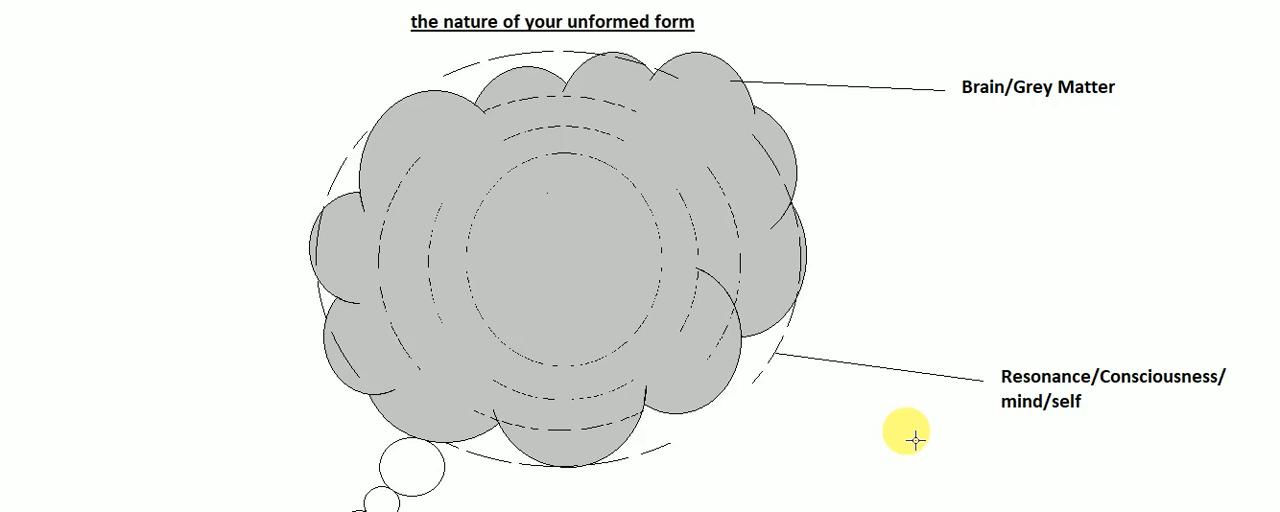 the nature of your unformed form
Brain/Grey Matter
Resonance/Consciousness/
mind/self